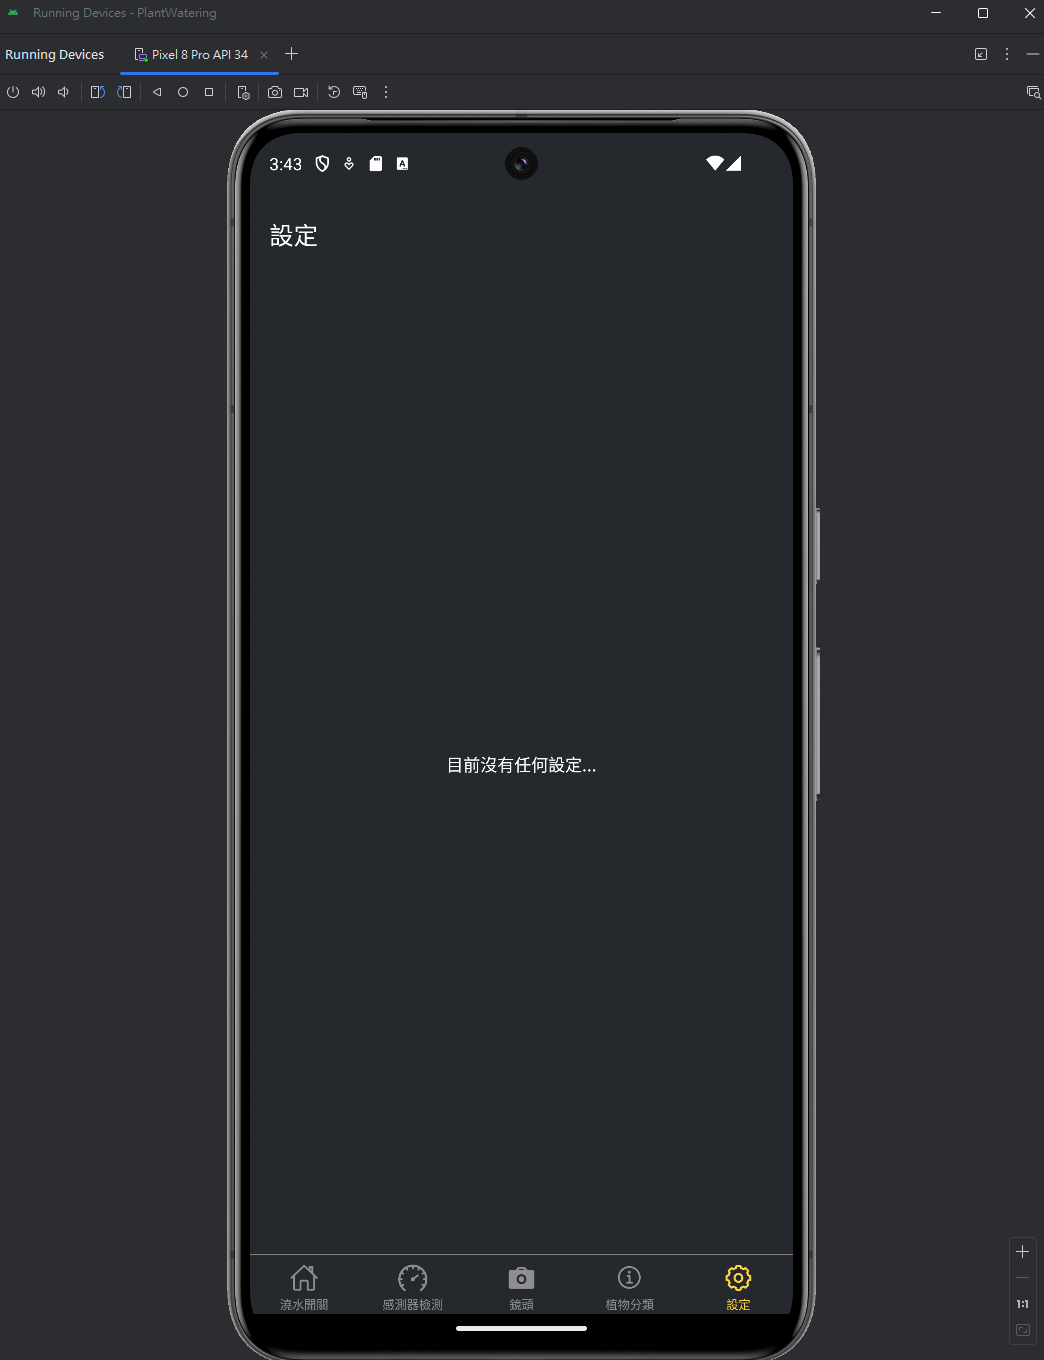 Running Devices - PlantWatering
Running Devices
Pixel 8 Pro API 34
3:43
A
設定
目前沒有任何設定...
澆水開關
感測器檢測
鏡頭
植物分類
設定
1:1